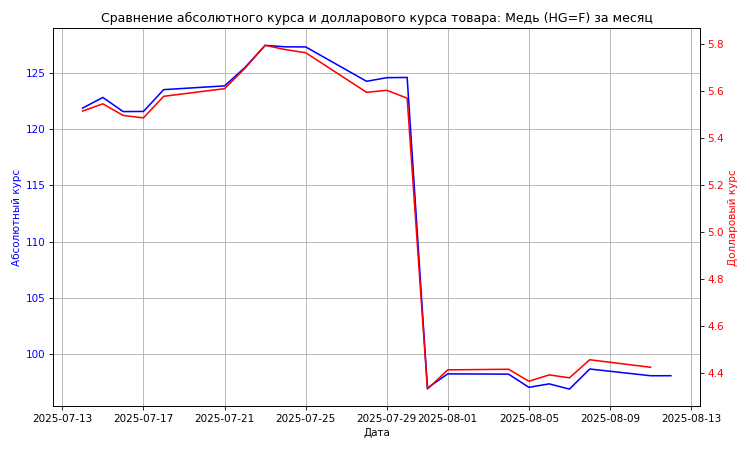 Сравнение абсолютного курса и долларового курса товара: Медь (HG=F) за месяц
Абсолютный курс
125
120
115
110
105
100
5.8
5.6
5.4
5.2
5.0
4.8
4.6
4.4
Долларовый курс
2025-07-13 2025-07-17 2025-07-21 2025-07-25 2025-07-29 2025-08-01 2025-08-05 2025-08-09 2025-08-13
Дата